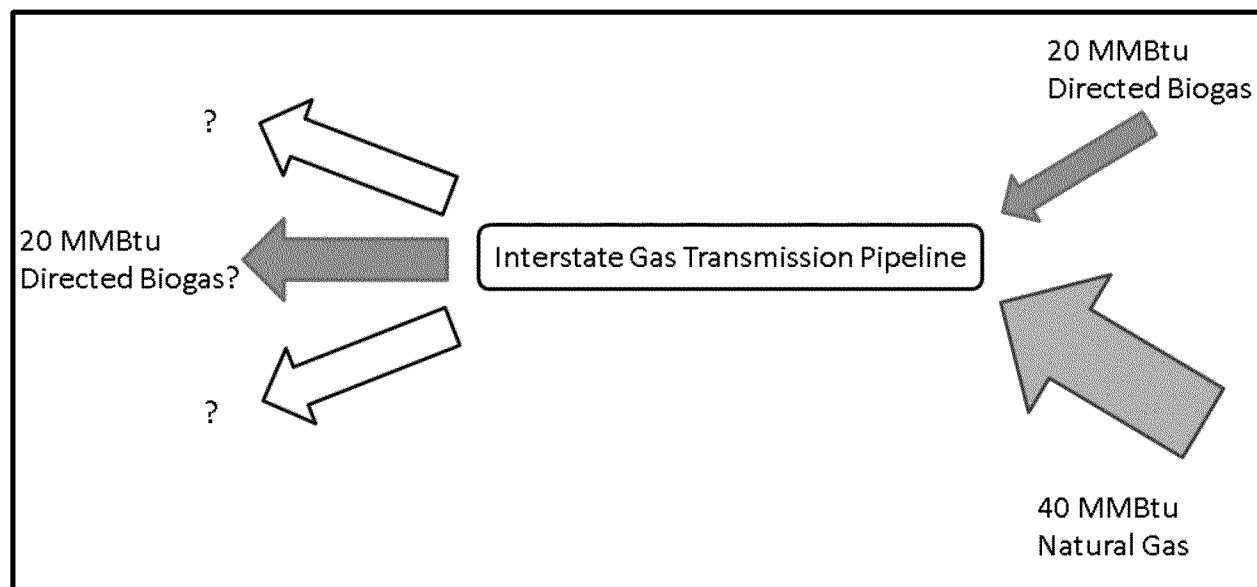 20 MMBtu
Directed Biogas
?
20 MMBtu
Directed Biogas?
Interstate Gas Transmission Pipeline
?
40 MMBtu
Natural Gas